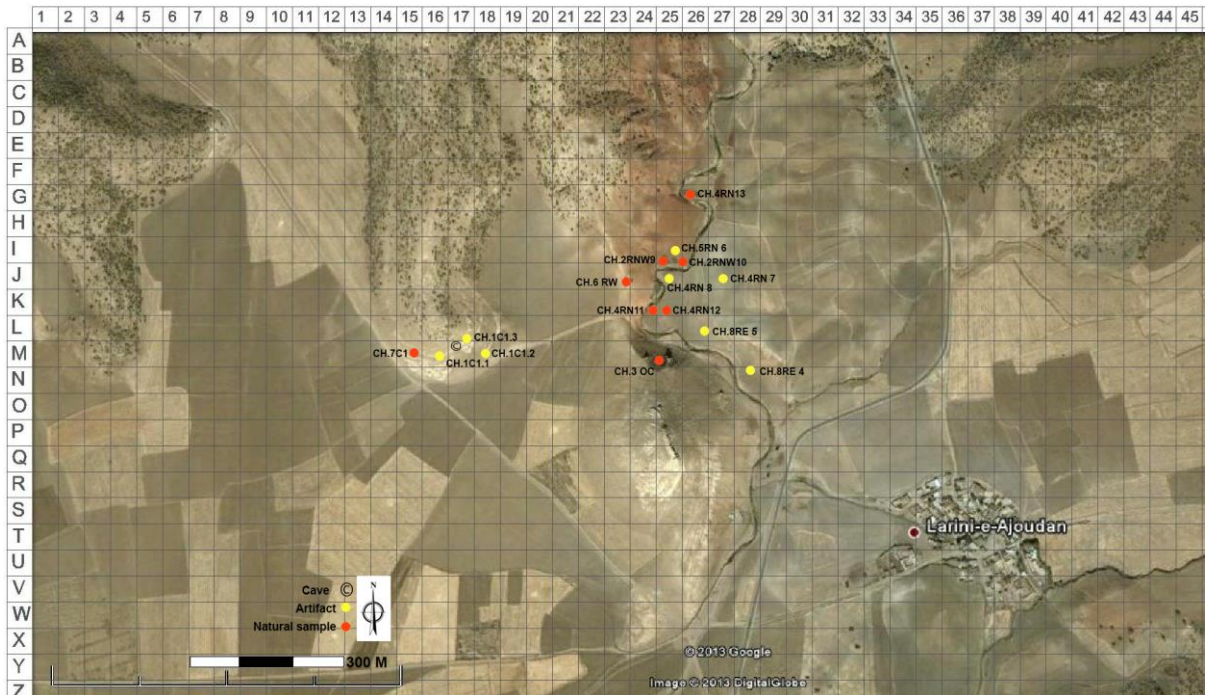 1 2 3 4 5 6 7 8 9 10 11 12 13 14 15 16 17 18 19 20 21 22 23 24 25 26 27 28 29 30 31 32 33 34 35 36 37 38 39 40 41 42 43 44 45
A
B
C
D
E
F
G
CH.4RN13
H
I
CH.5RN 6
CH.2RNW9 CH.2RNW10
J
CH.6 RW CH.4RN 8 CH.4RN 7
K
CH.4RN11 CH.4RN12
L
CH.8RE 5
CH.1C1.3
M
CH.7C1 © CH.1C1.2
CH.1C1.1
CH.3 OC
N
CH.8RE 4
O
P
Q
R
S
T
Larini-e-Ajoudan
U
V
Cave ©
N
W
Artifact
Natural sample
X
Y
300 M
© 2013 Google
Z
Image © 2013 DigitalGlobe